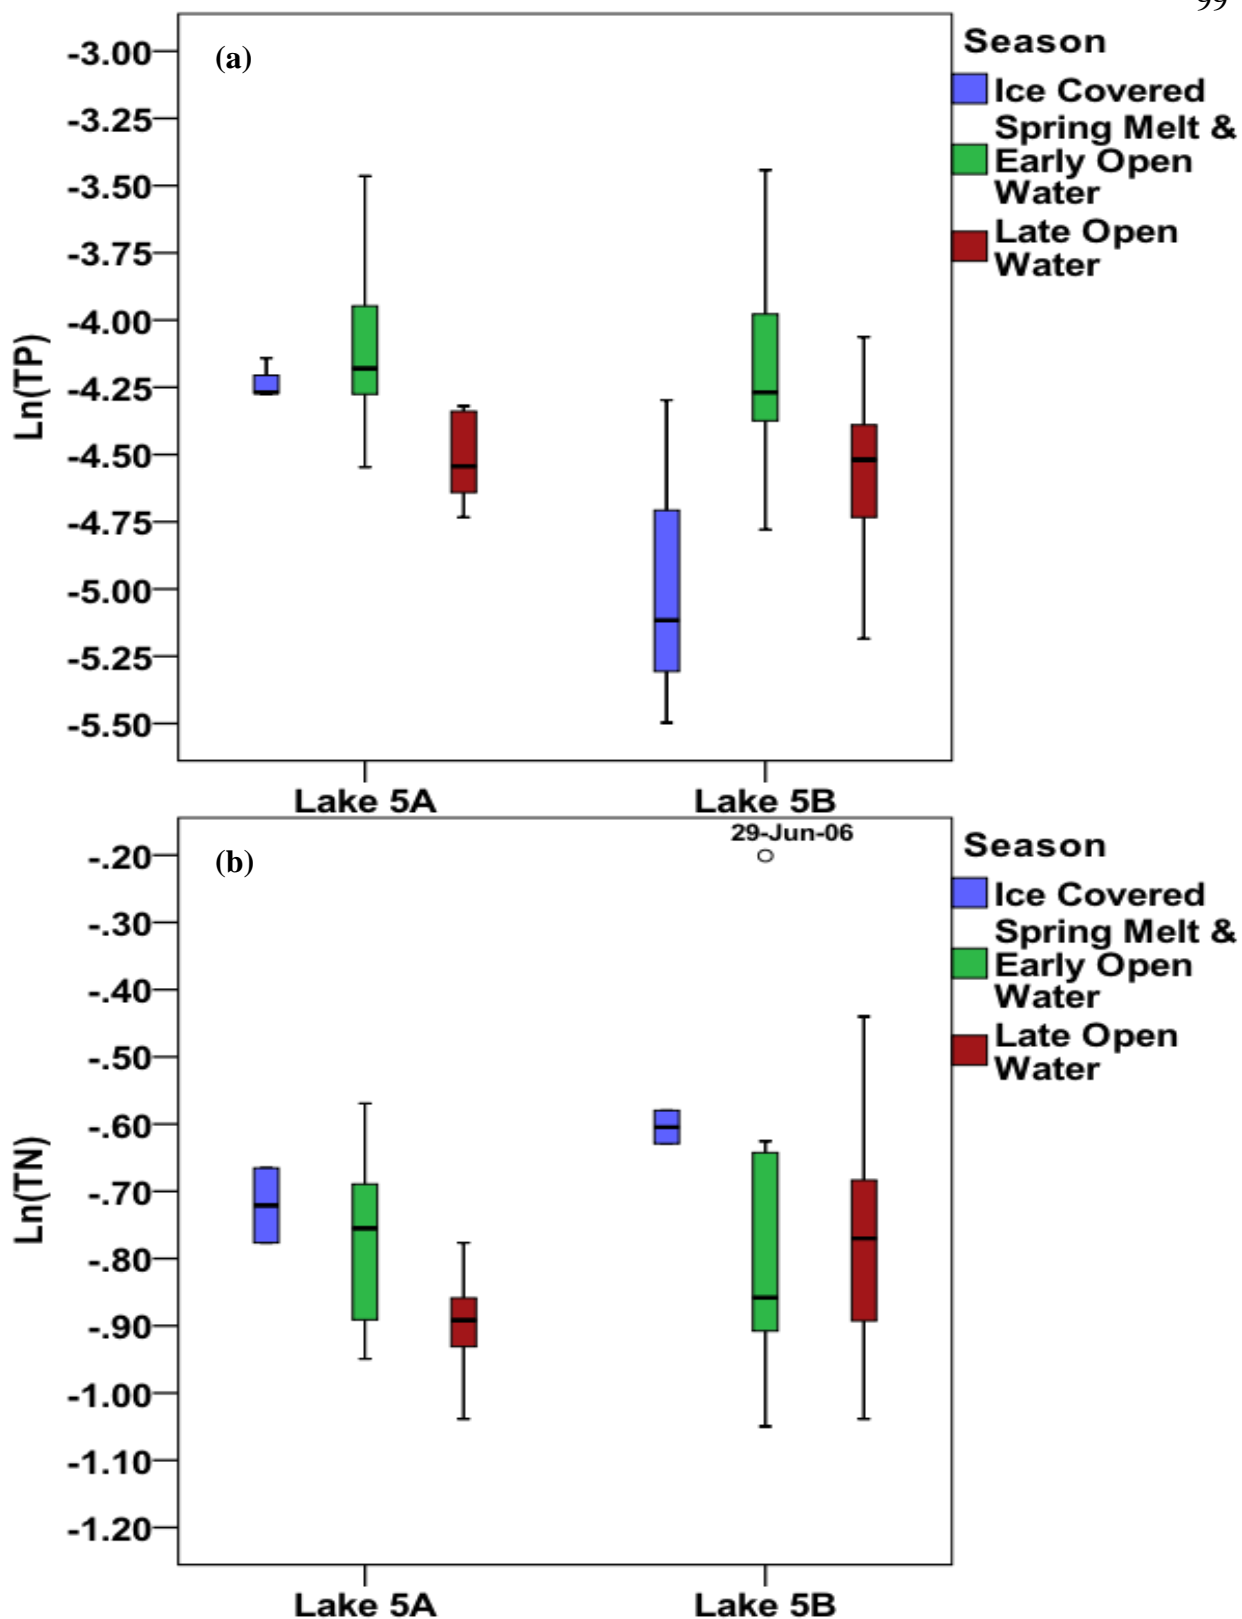 99
(a)
Ln(TP)
-3.00
-3.25
-3.50
-3.75
-4.00
-4.25
-4.50
-4.75
-5.00
-5.25
-5.50
Lake 5A
Lake 5B
Season
Ice Covered
Spring Melt &
Early Open
Water
Late Open
Water
(b)
29-Jun-06
Ln(TN)
-.20
-.30
-.40
-.50
-.60
-.70
-.80
-.90
-1.00
-1.10
-1.20
Lake 5A
Lake 5B
Season
Ice Covered
Spring Melt &
Early Open
Water
Late Open
Water